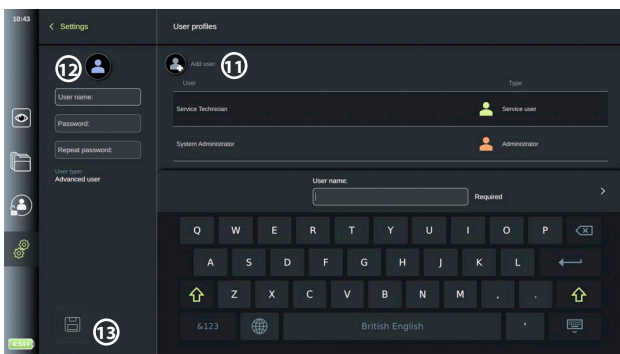 10:43
Settings
User profiles
12
Add user
11
User
Type
User name:
Service Technician
Service user
Password:
System Administrator
Administrator
Repeat password:
User type
Advanced user
User name:
Required
Q W E R T Y U I O P
A S D F G H J K L
Z X C V B N M , .
&123
British English
'
13